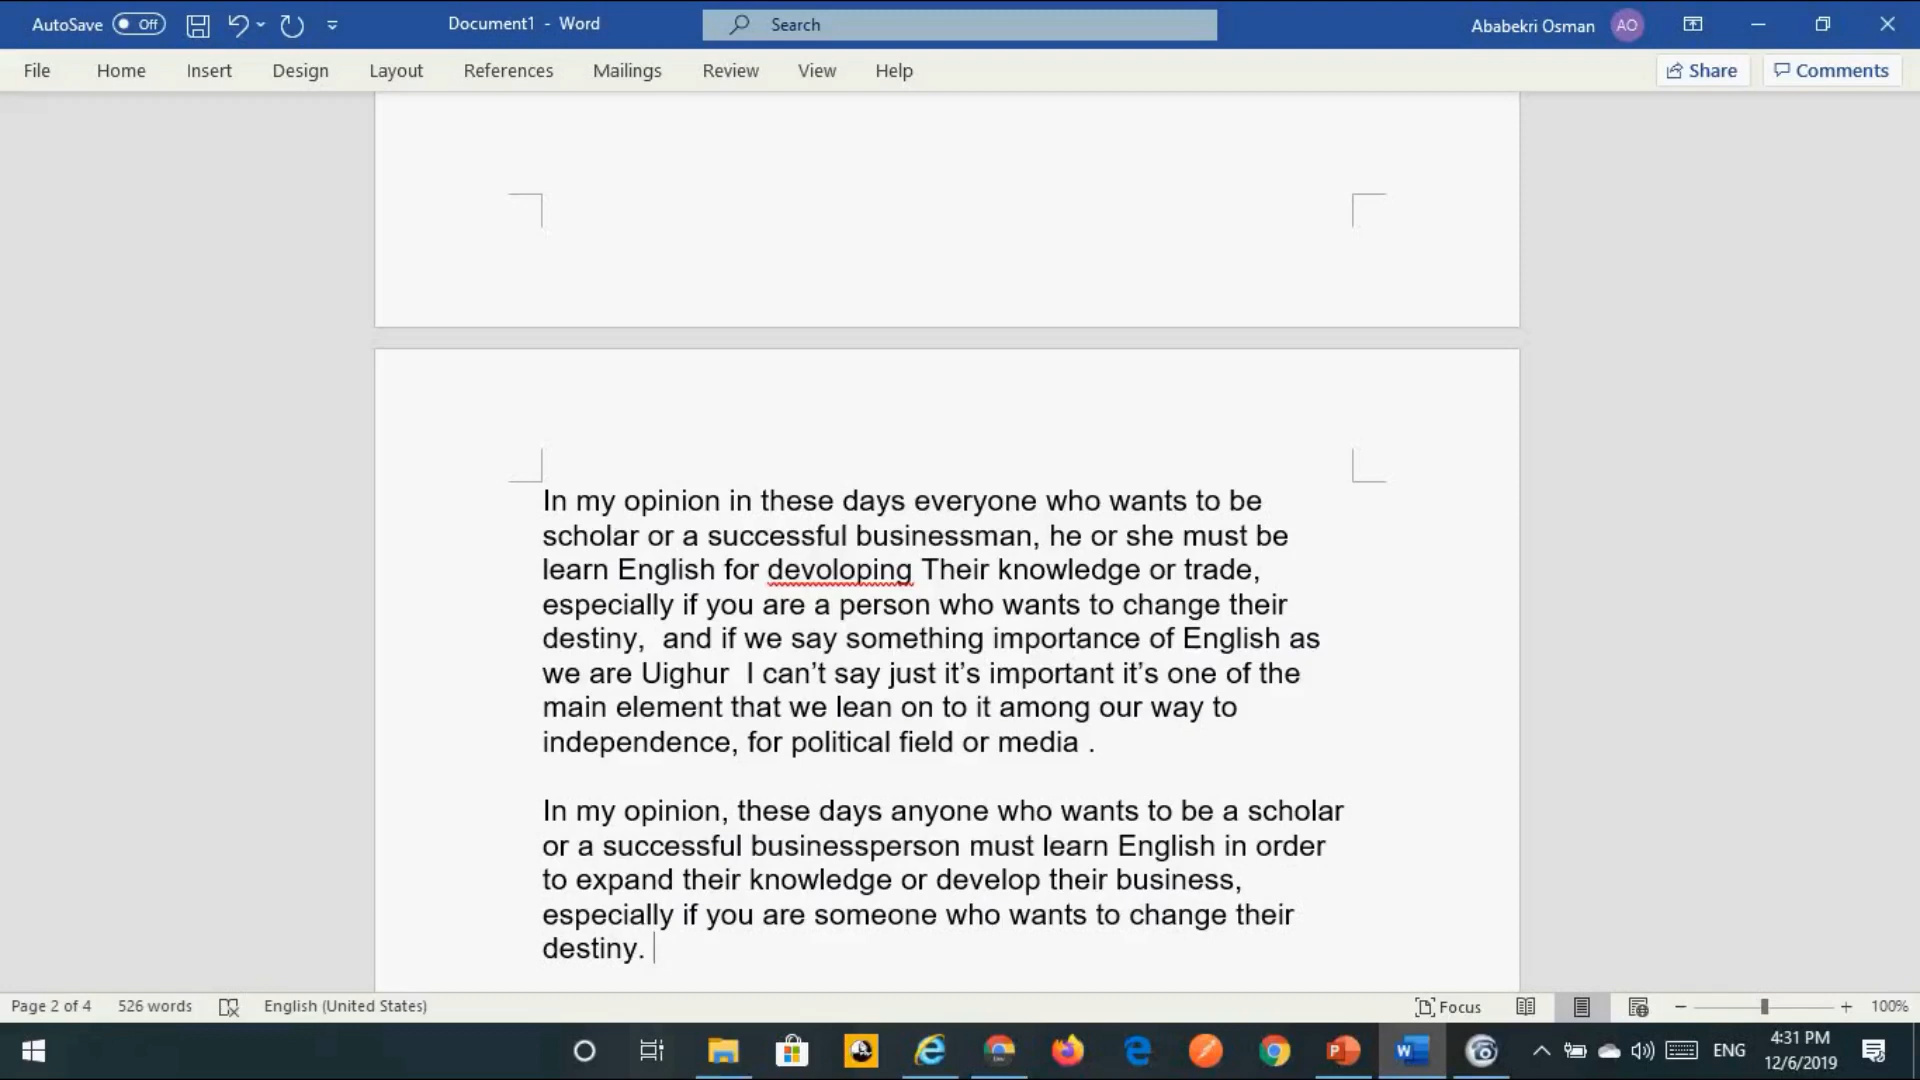 AutoSave Off Document1 - Word Search Ababekri Osman AO
File Home Insert Design Layout References Mailings Review View Help Share Comments
In my opinion in these days everyone who wants to be
scholar or a successful businessman, he or she must be
learn English for devoloping Their knowledge or trade,
especially if you are a person who wants to change their
destiny,  and if we say something importance of English as
we are Uighur  I can’t say just it’s important it’s one of the
main element that we lean on to it among our way to
independence, for political field or media .
In my opinion, these days anyone who wants to be a scholar
or a successful businessperson must learn English in order
to expand their knowledge or develop their business,
especially if you are someone who wants to change their
destiny.
Page 2 of 4 526 words English (United States) Focus 100%
ENG 4:31 PM
12/6/2019